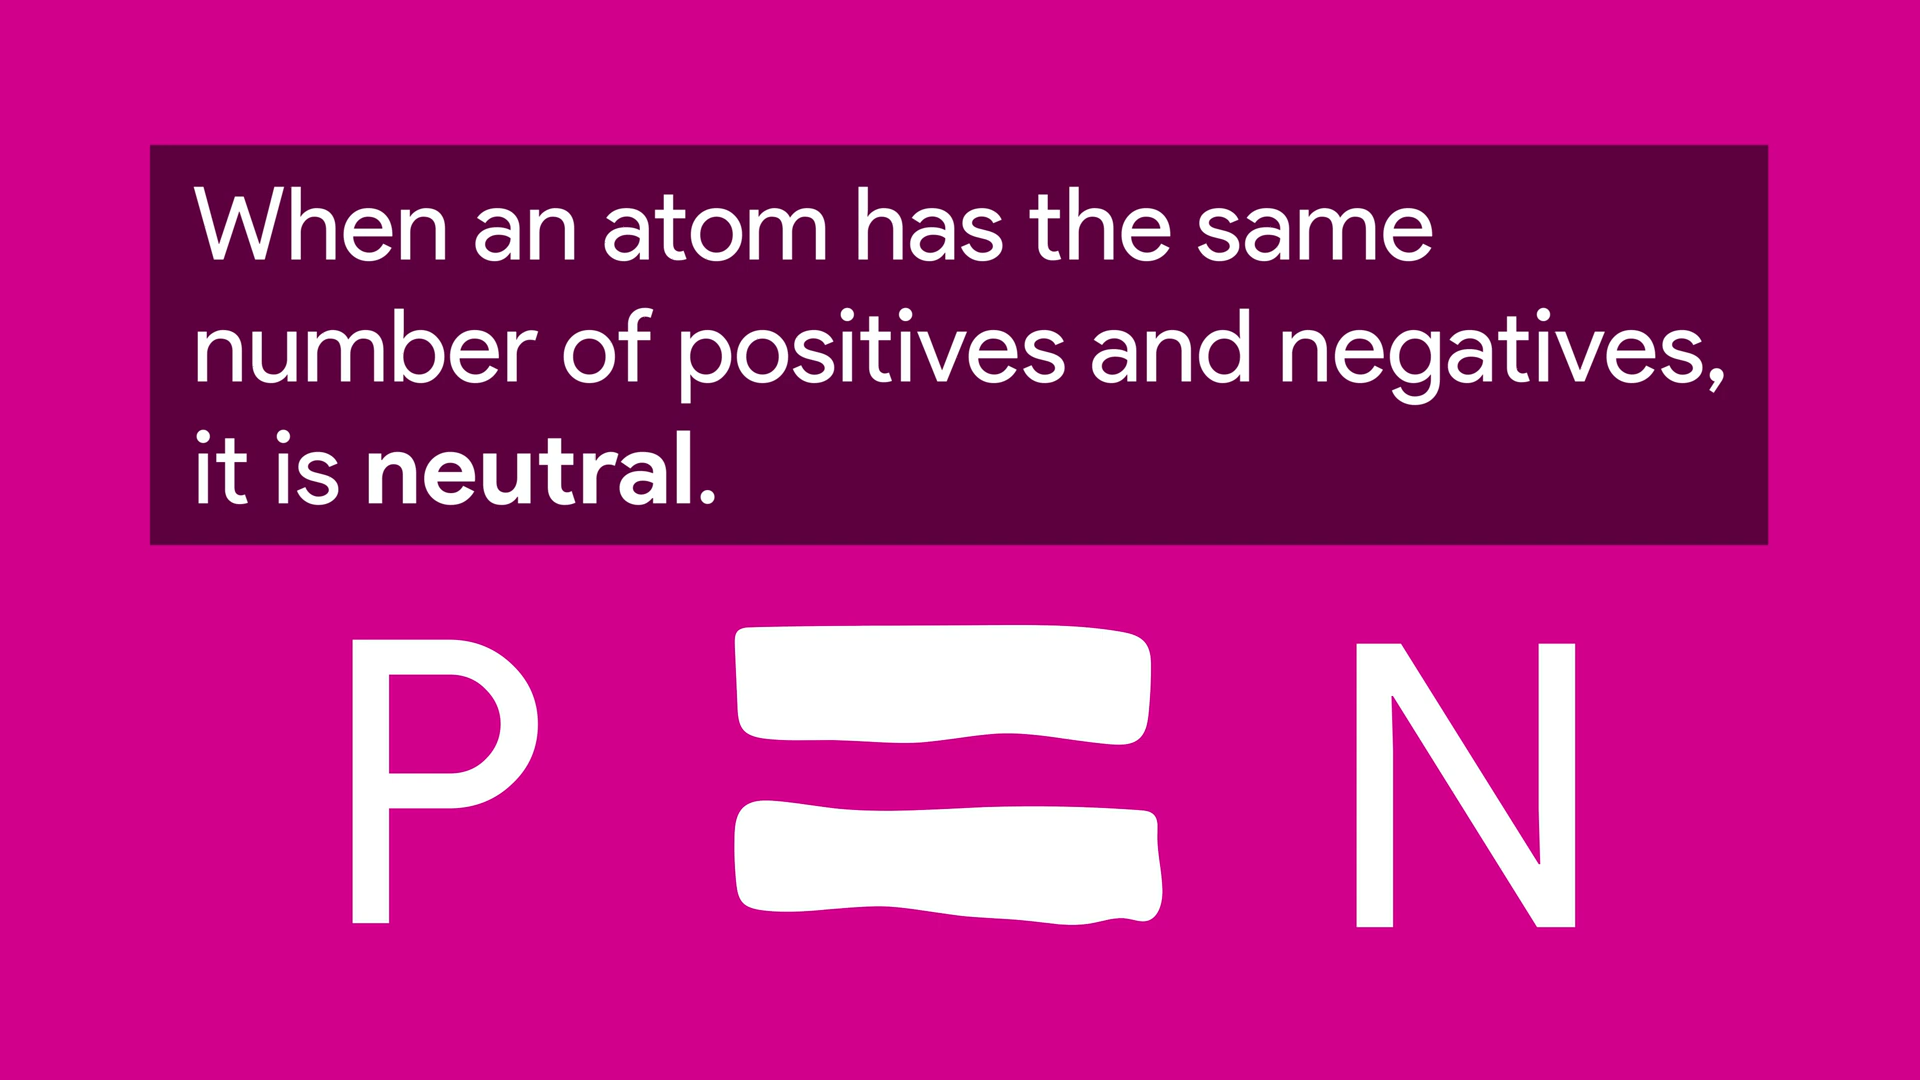 When an atom has the same
number of positives and negatives,
it is neutral.
P = N